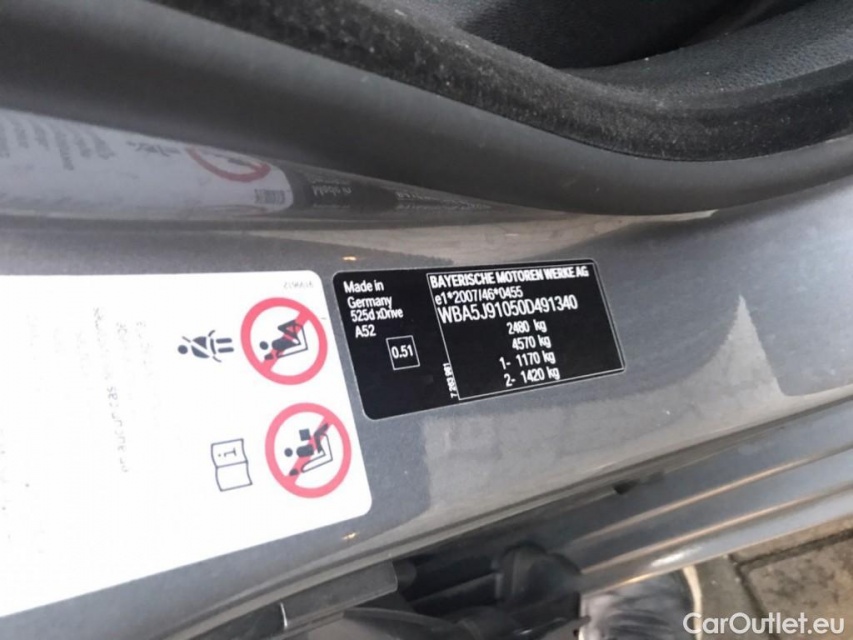 Made in
Germany
525d xDrive
A52
0.51
BAYERISCHE MOTOREN WERKE AG
e1*2007/46*0455
WBA5J91050D491340
2480 kg
4570 kg
1- 1170 kg
2- 1420 kg
CarOutlet.eu